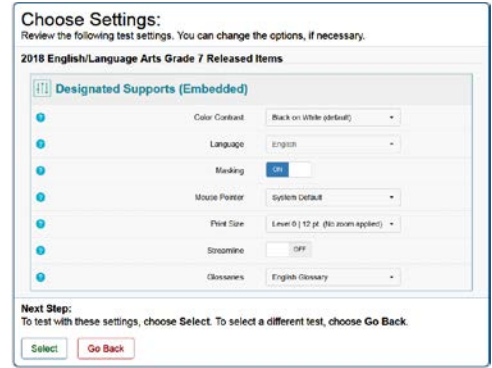 Choose Settings:
Review the following test settings. You can change the options, if necessary.
2018 English/Language Arts Grade 7 Released Items
Designated Supports (Embedded)
Color Contrast Black on White (default)
Language English
Masking ON
Mouse Pointer System Default
Print Size Level 0 | 12 pt (No zoom applied)
Streamline OFF
Glossaries English Glossary
Next Step:
To test with these settings, choose Select. To select a different test, choose Go Back.
Select Go Back